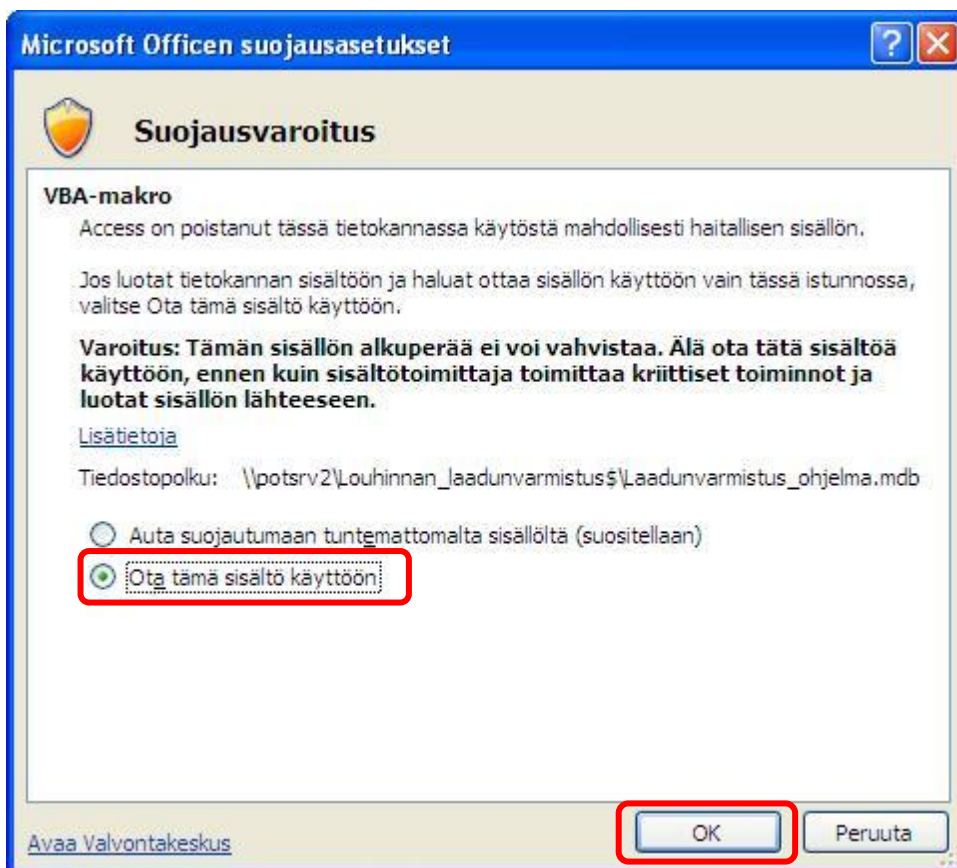 Microsoft Officen suojausasetukset
Suojausvaroitus
VBA-makro
Access on poistanut tässä tietokannassa käytöstä mahdollisesti haitallisen sisällön.
Jos luotat tietokannan sisältöön ja haluat ottaa sisällön käyttöön vain tässä istunnossa,
valitse Ota tämä sisältö käyttöön.
Varoitus: Tämän sisällön alkuperää ei voi vahvistaa. Älä ota tätä sisältöä
käyttöön, ennen kuin sisältötoimittaja toimittaa kriittiset toiminnot ja
luotat sisällön lähteeseen.
Lisätietoja
Tiedostopolku: \\potsrv2\Louhinnan_laadunvarmistus$\Laadunvarmistus_ohjelma.mdb
Auta suojautumaan tuntemattomalta sisällöltä (suositellaan)
Ota tämä sisältö käyttöön
Avaa Valvontakeskus
OK
Peruuta